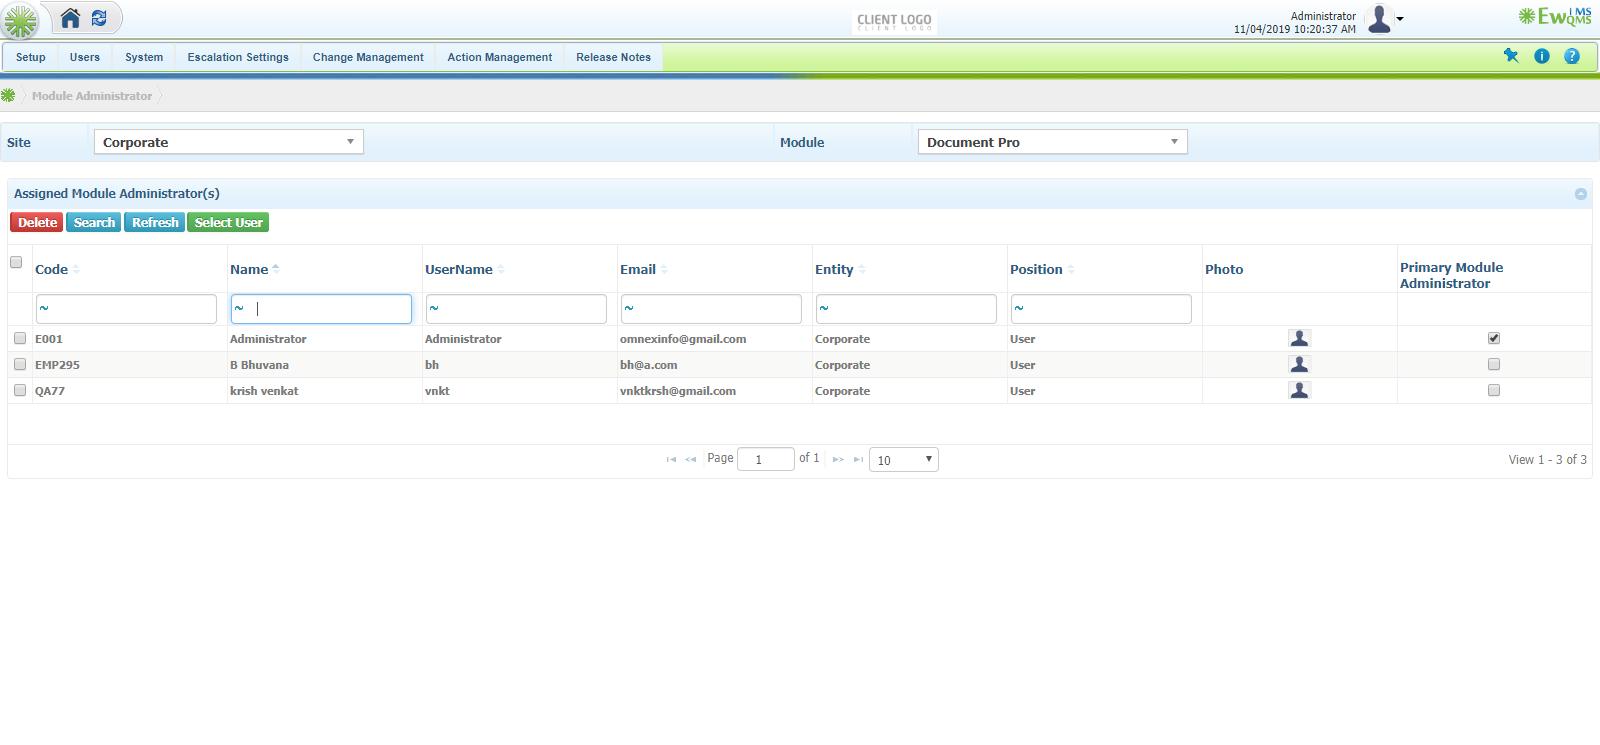 Administrator
11/04/2019 10:20:37 AM
CLIENT LOGO
CLIENT LOGO
EwQMS
IMS
Setup Users System Escalation Settings Change Management Action Management Release Notes
i ?
Module Administrator
Site Corporate Module Document Pro
Assigned Module Administrator(s)
Delete Search Refresh Select User
Code Name UserName Email Entity Position Photo Primary Module
Administrator
~ ~ ~ ~ ~ ~
E001 Administrator Administrator omnexinfo@gmail.com Corporate User
EMP295 B Bhuvana bh bh@a.com Corporate User
QA77 krish venkat vnkt vnktkrsh@gmail.com Corporate User
Page 1 of 1 10 View 1 - 3 of 3